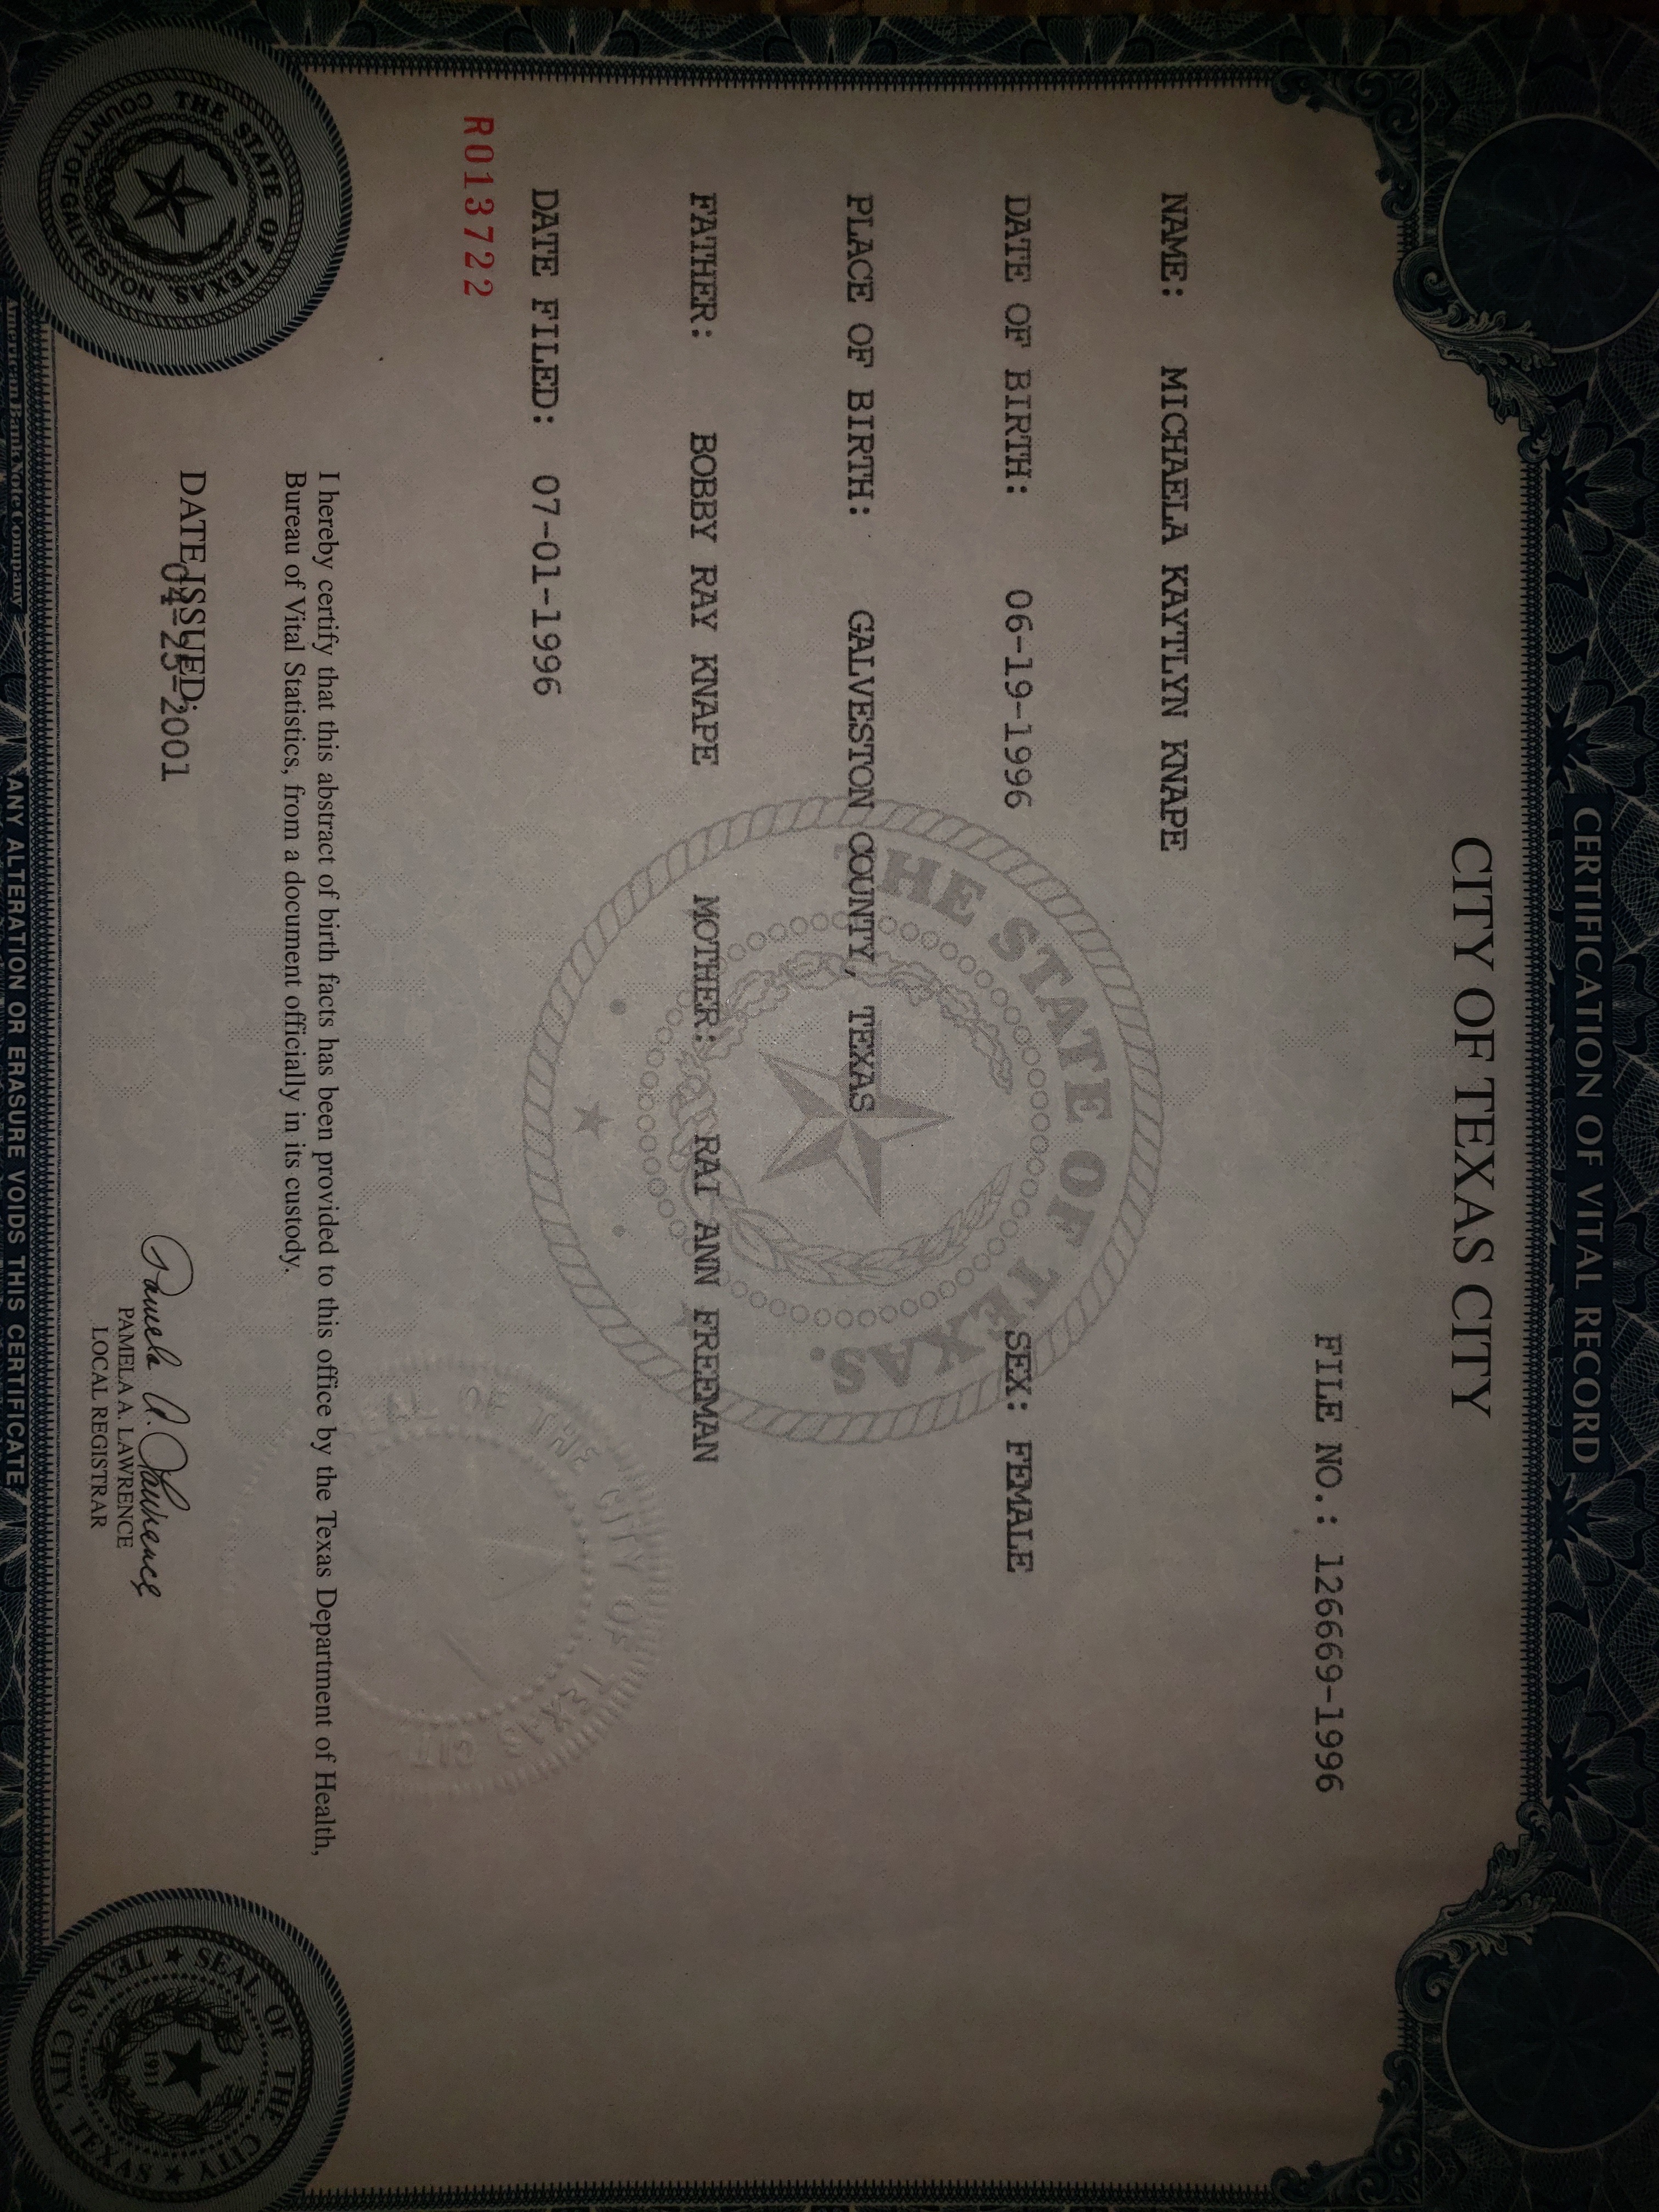 CERTIFICATION OF VITAL RECORD
CITY OF TEXAS CITY
FILE NO.: 126669-1996
NAME: MICHAELA KAYTLYN KNAPE
DATE OF BIRTH: 06-19-1996 SEX: FEMALE
PLACE OF BIRTH: GALVESTON COUNTY, TEXAS
FATHER: BOBBY RAY KNAPE MOTHER: RAI ANN FREEMAN
DATE FILED: 07-01-1996
R013722
THE STATE OF TEXAS.
I hereby certify that this abstract of birth facts has been provided to this office by the Texas Department of Health,
Bureau of Vital Statistics, from a document officially in its custody.
DATE ISSUED:
04-25-2001
Pamela A. Lawrence
PAMELA A. LAWRENCE
LOCAL REGISTRAR
THE STATE OF TEXAS
COUNTY OF GALVESTON
SEAL OF THE CITY
TEXAS CITY, TEXAS
1911
CITY OF TEXAS
American Bank Note Company
ANY ALTERATION OR ERASURE VOIDS THIS CERTIFICATE